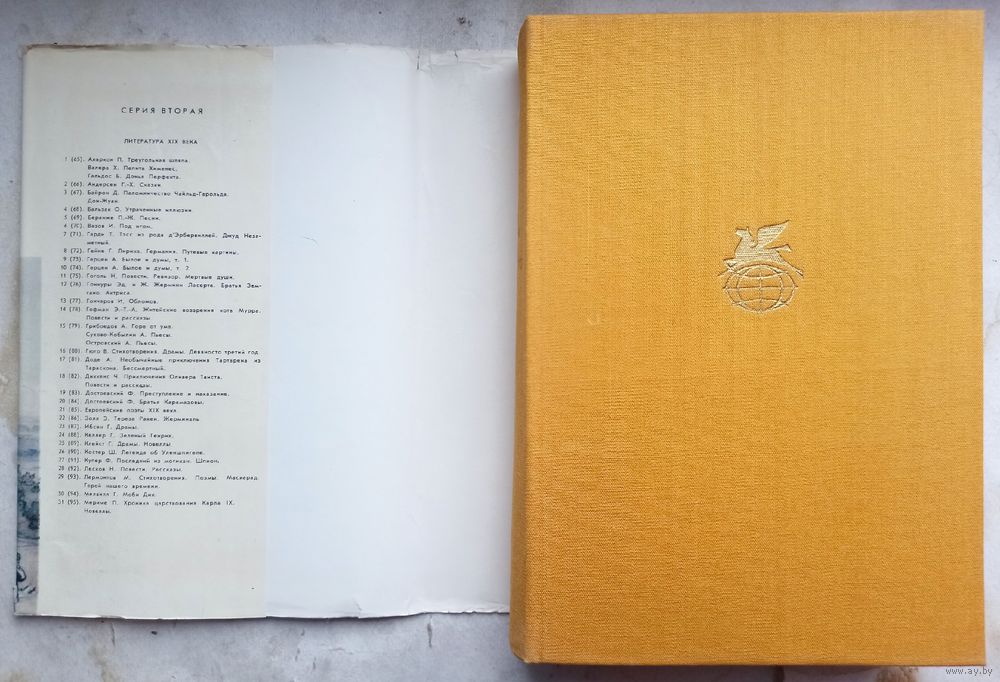 СЕРИЯ ВТОРАЯ
ЛИТЕРАТУРА XIX ВЕКА
1 (65). Аларкон П. Треугольная шляпа.
Валера Х. Пепита Хименес.
Гальдос Б. Донья Перфекта.
2 (66). Андерсен Г.-Х. Сказки.
3 (67). Байрон Д. Паломничество Чайльд-Гарольда.
Дон-Жуан.
4 (68). Бальзак О. Утраченные иллюзии.
5 (69). Беранже П.-Ж. Песни.
6 (70). Вазов И. Под игом.
7 (71). Гарди Т. Тэсс из рода д'Эрбервиллей. Джуд Неза-
метный.
8 (72). Гейне Г. Лирика. Германия. Путевые картины.
9 (73). Герцен А. Былое и думы, т. 1.
10 (74). Герцен А. Былое и думы, т. 2
11 (75). Гоголь Н. Повести. Ревизор. Мертвые души.
12 (76). Гонкуры Эд. и Ж. Жермини Ласерте. Братья Зем-
ганно. Актриса.
13 (77). Гончаров И. Обломов.
14 (78). Гофман Э.-Т.-А. Житейские воззрения кота Мурра.
Повести и рассказы
15 (79). Грибоедов А. Горе от ума.
Сухово-Кобылин А. Пьесы.
Островский А. Пьесы.
16 (80). Гюго В. Стихотворения. Драмы. Девяносто третий год
17 (81). Доде А. Необычайные приключения Тартарена из
Тараскона. Бессмертный.
18 (82). Диккенс Ч. Приключения Оливера Твиста.
Повести и рассказы.
19 (83). Достоевский Ф. Преступление и наказание.
20 (84). Достоевский Ф. Братья Карамазовы.
21 (85). Европейские поэты XIX века.
22 (86). Золя Э. Тереза Ракен. Жерминаль
23 (87). Ибсен Г. Драмы.
24 (88). Келлер Г. Зеленый Генрих.
25 (89). Клейст Г. Драмы. Новеллы
26 (90). Костер Ш. Легенда об Уленшпигеле.
27 (91). Купер Ф. Последний из могикан. Шпион.
28 (92). Лесков Н. Повести. Рассказы.
29 (93). Лермонтов М. Стихотворения. Поэмы. Маскарад.
Герой нашего времени.
30 (94). Мелвилл Г. Моби Дик.
31 (95). Мериме П. Хроника царствования Карла IX.
Новеллы.
www.ay.by